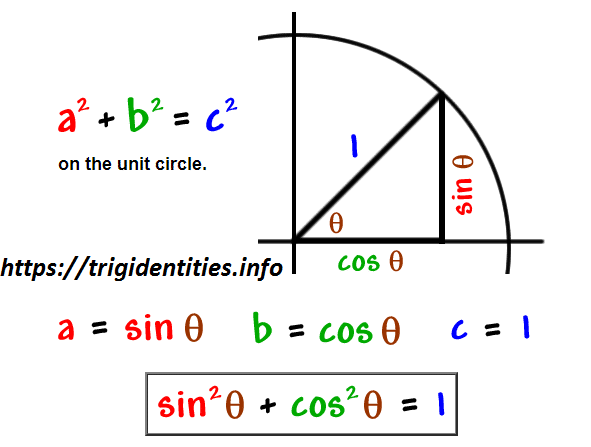 a² + b² = c²
on the unit circle.
1
θ
sin θ
cos θ
https://trigidentities.info
a = sin θ b = cos θ c = 1
sin²θ + cos²θ = 1